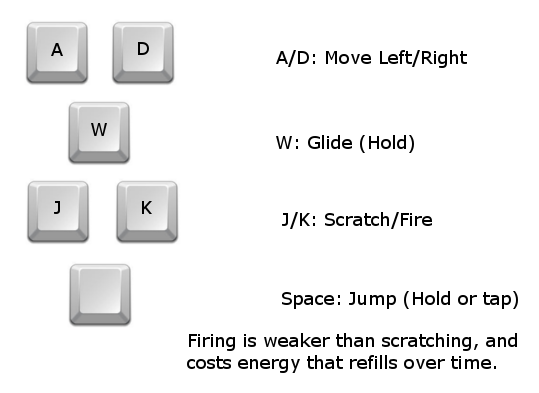 A D
A/D: Move Left/Right
W
W: Glide (Hold)
J K
J/K: Scratch/Fire
Space: Jump (Hold or tap)
Firing is weaker than scratching, and
costs energy that refills over time.